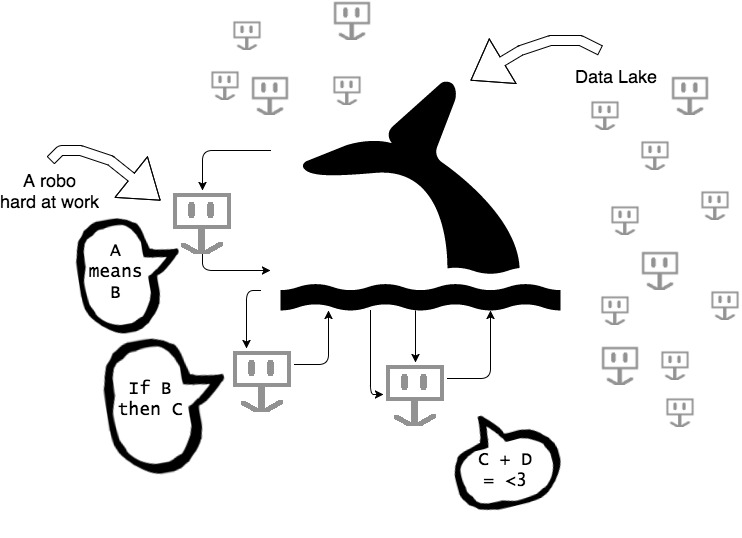 Data Lake
A robo
hard at work
A
means
B
If B
then C
C + D
= <3